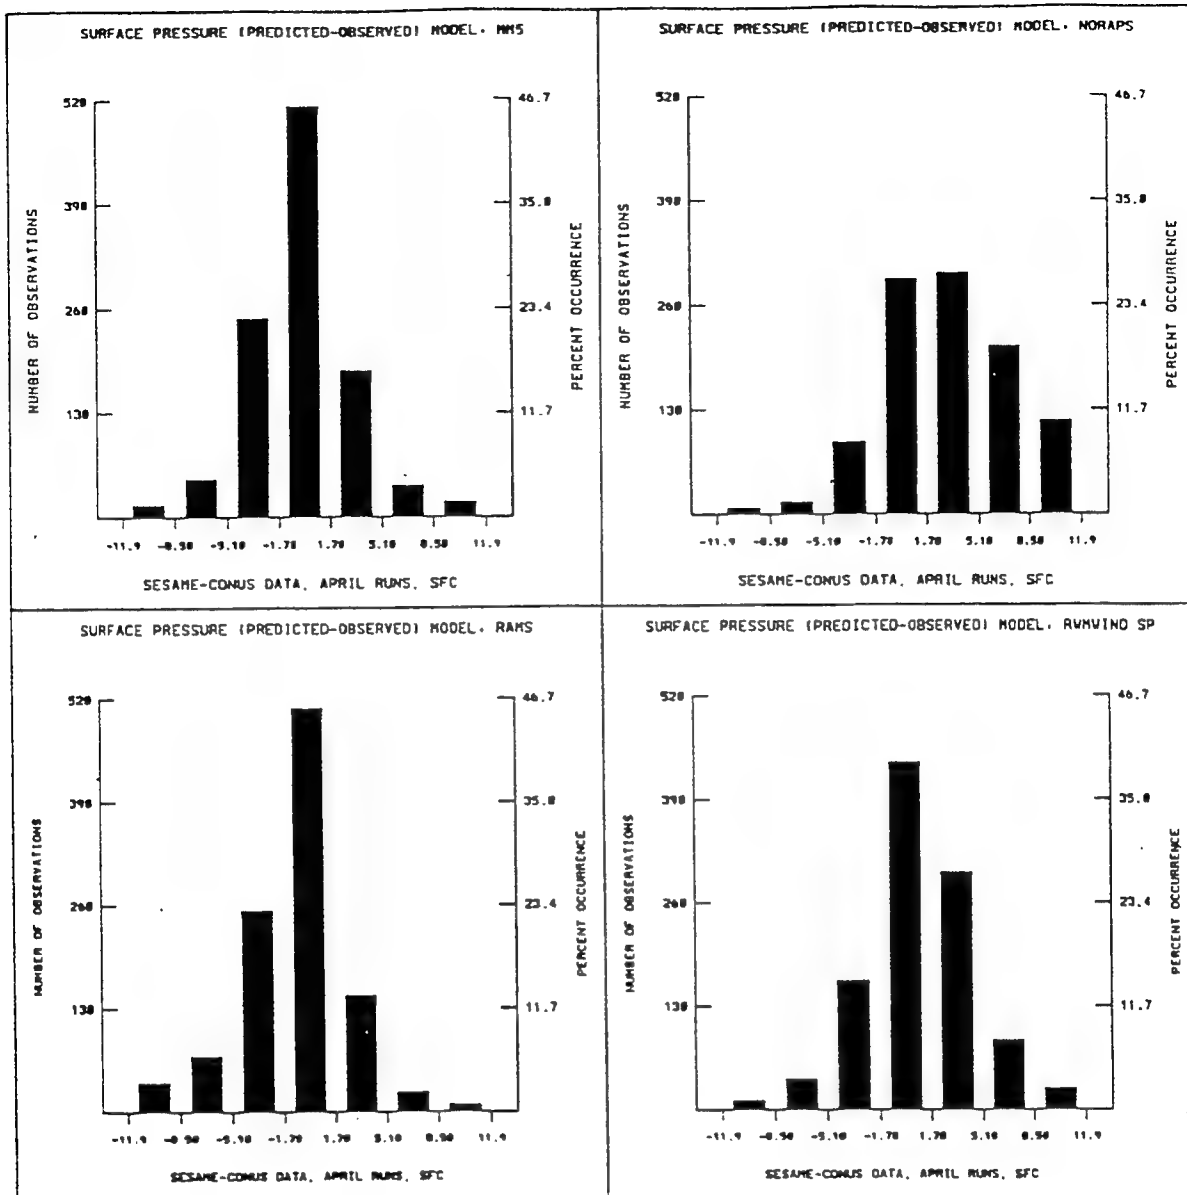 SURFACE PRESSURE (PREDICTED-OBSERVED) MODEL. MM5
520
390
260
130
46.7
35.0
23.4
11.7
NUMBER OF OBSERVATIONS
PERCENT OCCURRENCE
-11.9 -8.50 -5.10 -1.70 1.70 5.10 8.50 11.9
SESAME-CONUS DATA, APRIL RUNS, SFC
SURFACE PRESSURE (PREDICTED-OBSERVED) MODEL. NORAPS
520
390
260
130
46.7
35.0
23.4
11.7
NUMBER OF OBSERVATIONS
PERCENT OCCURRENCE
-11.9 -8.50 -5.10 -1.70 1.70 5.10 8.50 11.9
SESAME-CONUS DATA, APRIL RUNS, SFC
SURFACE PRESSURE (PREDICTED-OBSERVED) MODEL. RAMS
520
390
260
130
46.7
35.0
23.4
11.7
NUMBER OF OBSERVATIONS
PERCENT OCCURRENCE
-11.9 -8.50 -5.10 -1.70 1.70 5.10 8.50 11.9
SESAME-CONUS DATA, APRIL RUNS, SFC
SURFACE PRESSURE (PREDICTED-OBSERVED) MODEL. RWMWIND SP
520
390
260
130
46.7
35.0
23.4
11.7
NUMBER OF OBSERVATIONS
PERCENT OCCURRENCE
-11.9 -8.50 -5.10 -1.70 1.70 5.10 8.50 11.9
SESAME-CONUS DATA, APRIL RUNS, SFC